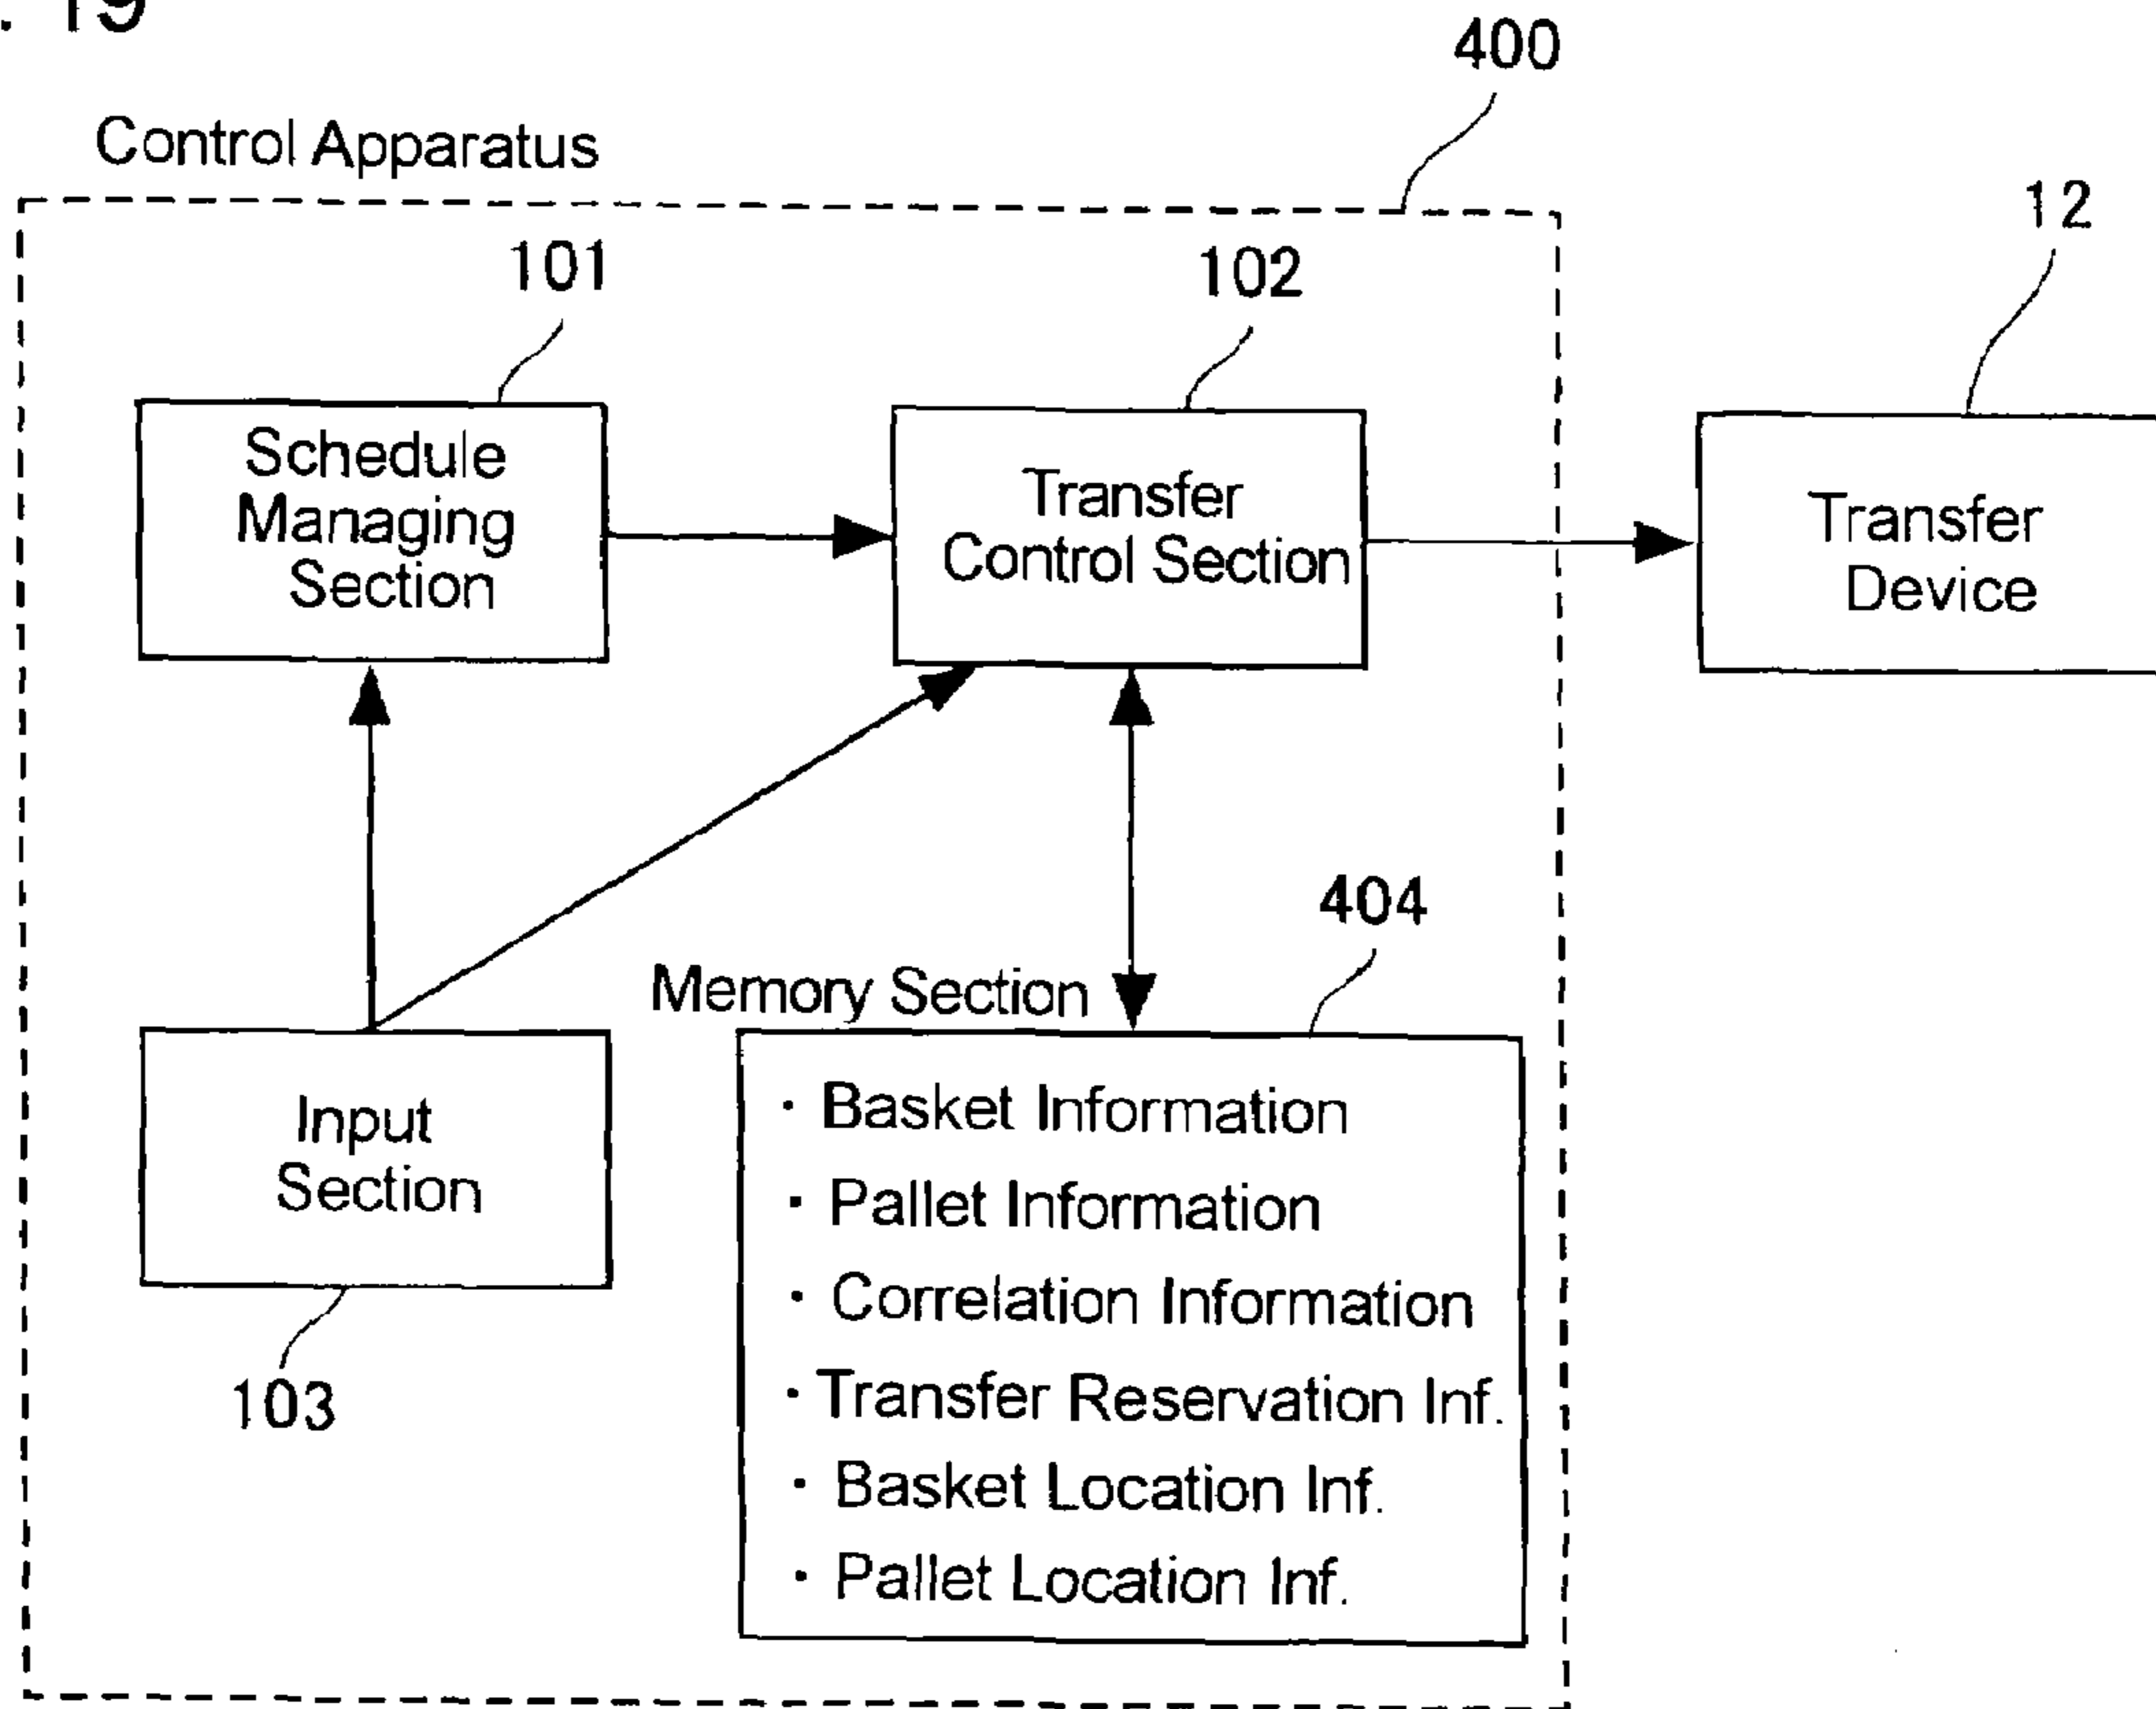 . 19
400
Control Apparatus
12
101
102
Schedule
Managing
Section
Transfer
Control Section
Transfer
Device
404
Memory Section
Input
Section
· Basket Information
· Pallet Information
· Correlation Information
· Transfer Reservation Inf.
· Basket Location Inf.
· Pallet Location Inf.
103